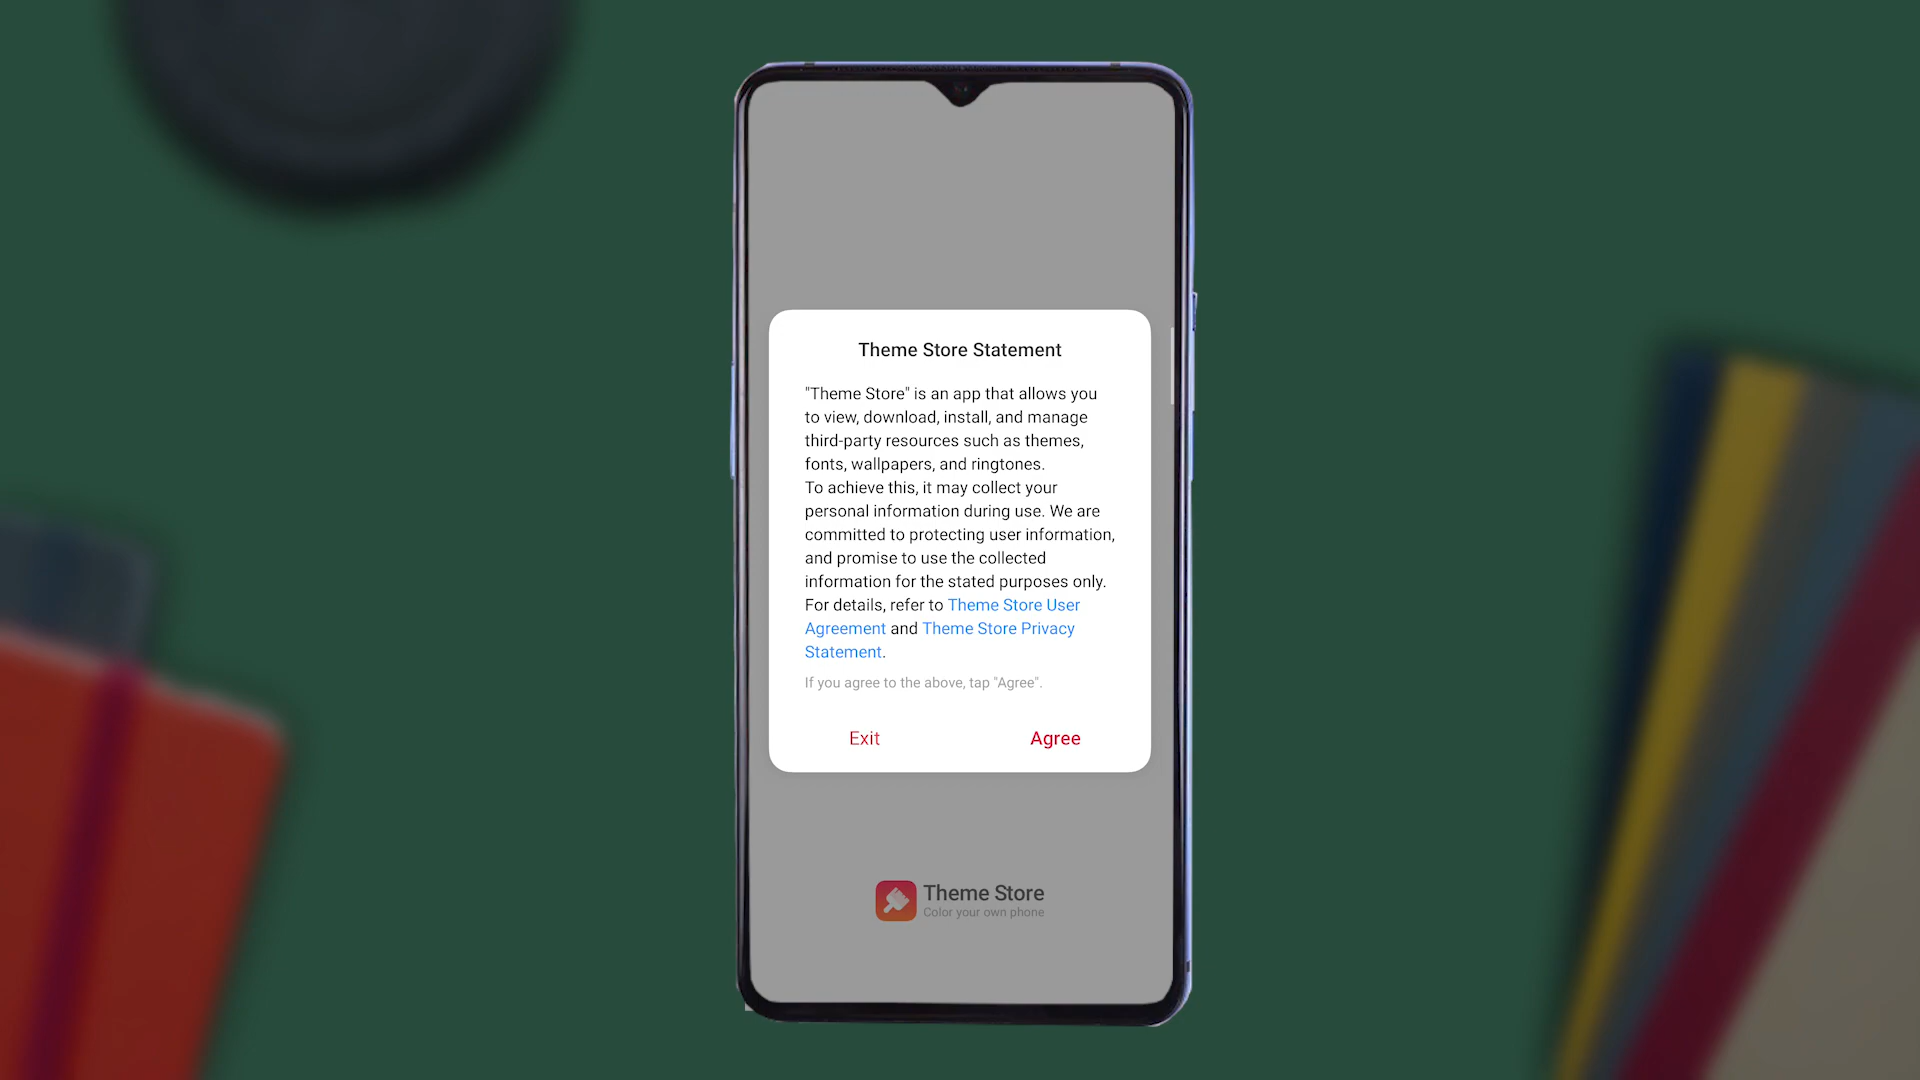 Theme Store Statement
"Theme Store" is an app that allows you
to view, download, install, and manage
third-party resources such as themes,
fonts, wallpapers, and ringtones.
To achieve this, it may collect your
personal information during use. We are
committed to protecting user information,
and promise to use the collected
information for the stated purposes only.
For details, refer to Theme Store User
Agreement and Theme Store Privacy
Statement.
If you agree to the above, tap "Agree".
Exit
Agree
Theme Store
Color your own phone